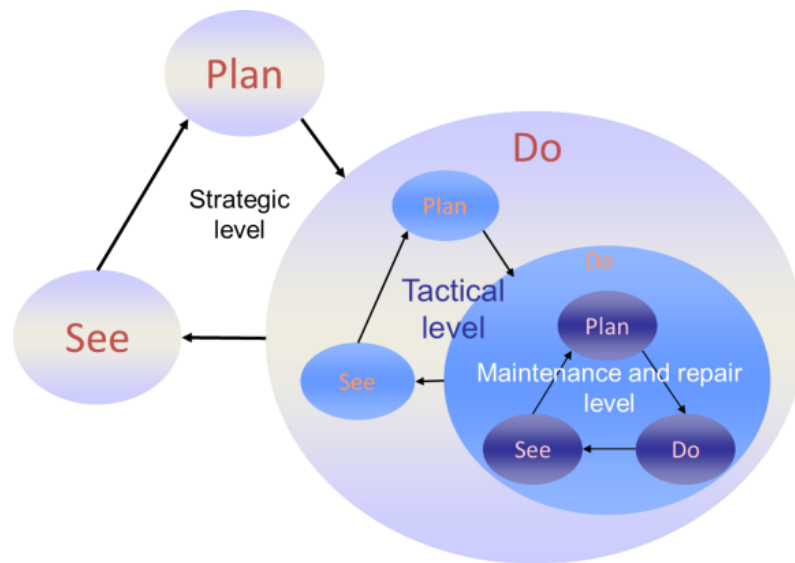 Plan
Do
Strategic
level
See
Plan
Do
Tactical
level
See
Plan
Maintenance and repair
level
See
Do